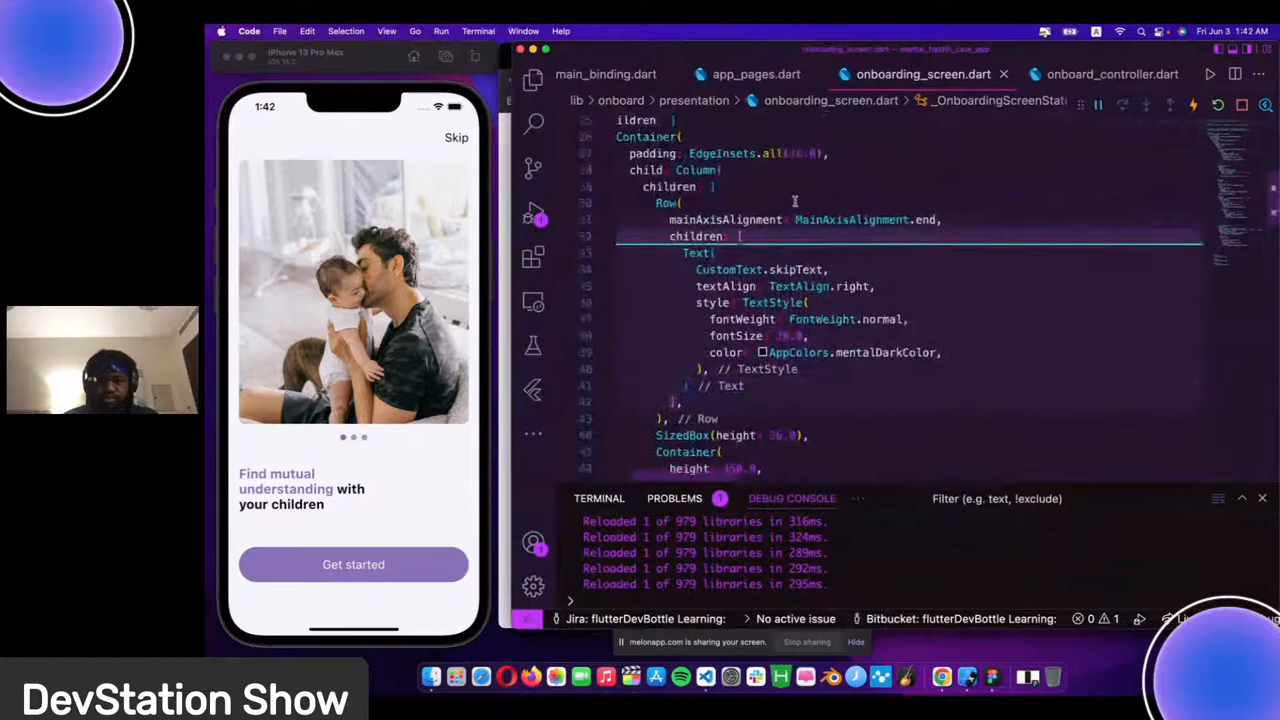 Code File Edit Selection View Go Run Terminal Window Help
Fri Jun 3 1:42 AM
iPhone 13 Pro Max
onboarding_screen.dart — mental_health_care_app
main_binding.dart
app_pages.dart
onboarding_screen.dart
onboard_controller.dart
lib > onboard > presentation > onboarding_screen.dart > _OnboardingScreenStat
1:42
Skip
Find mutual
understanding with
your children
Get started
Container(
padding: EdgeInsets.all(
child: Column(
children: [
Row(
mainAxisAlignment: MainAxisAlignment.end,
children: [
Text(
CustomText.skipText,
textAlign: TextAlign.right,
style: TextStyle(
fontWeight: FontWeight.normal,
fontSize:
color: AppColors.mentalDarkColor,
), // TextStyle
) // Text
],
), // Row
SizedBox(height:
Container(
height:
TERMINAL PROBLEMS 1 DEBUG CONSOLE ...
Filter (e.g. text, !exclude)
Reloaded 1 of 979 libraries in 316ms.
Reloaded 1 of 979 libraries in 324ms.
Reloaded 1 of 979 libraries in 289ms.
Reloaded 1 of 979 libraries in 292ms.
Reloaded 1 of 979 libraries in 295ms.
>
Jira: flutterDevBottle Learning: > No active issue Bitbucket: flutterDevBottle Learning: 0 1
melonapp.com is sharing your screen. Stop sharing Hide
DevStation Show